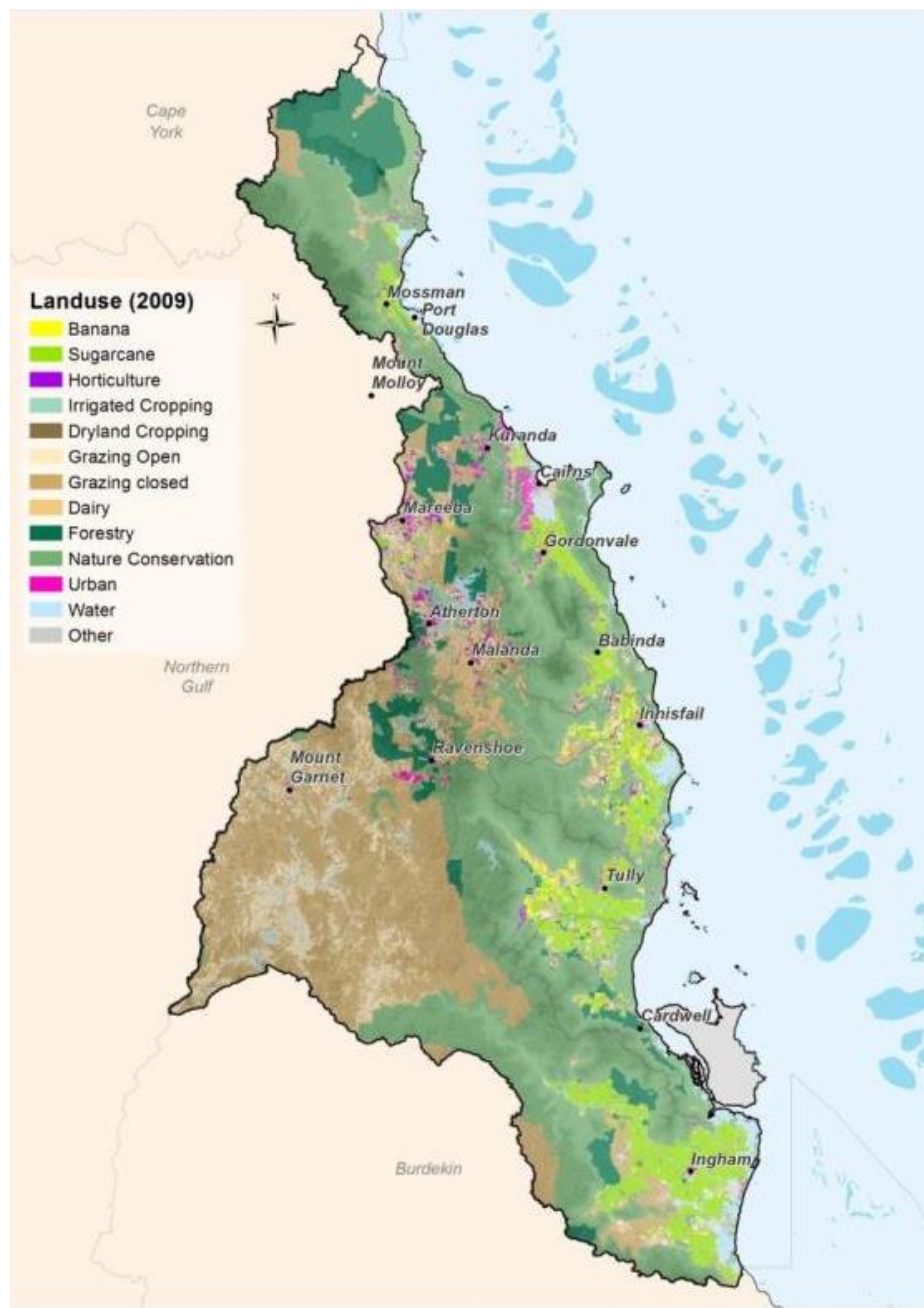 Cape
York
Landuse (2009)
Banana
Sugarcane
Horticulture
Irrigated Cropping
Dryland Cropping
Grazing Open
Grazing closed
Dairy
Forestry
Nature Conservation
Urban
Water
Other
N
Mossman
Port
Douglas
Mount
Molloy
Kuranda
Cairns
Mareeba
Gordonvale
Atherton
Malanda
Babinda
Northern
Gulf
Innisfail
Ravenshoe
Mount
Garnet
Tully
Cardwell
Burdekin
Ingham